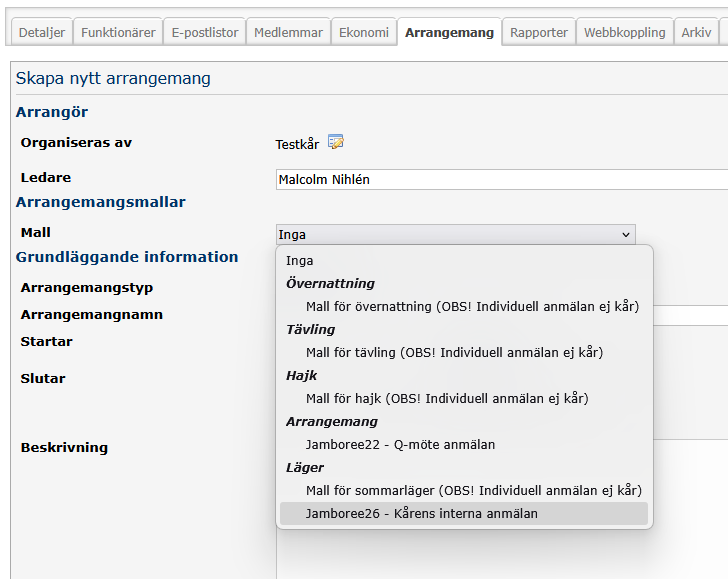 Detaljer Funktionärer E-postlistor Medlemmar Ekonomi Arrangemang Rapporter Webbkoppling Arkiv
Skapa nytt arrangemang
Arrangör
Organiseras av Testkår
Ledare Malcolm Nihlén
Arrangemangsmallar
Mall Inga
Grundläggande information
Arrangemangstyp
Arrangemangnamn
Startar
Slutar
Beskrivning
Inga
Övernattning
Mall för övernattning (OBS! Individuell anmälan ej kår)
Tävling
Mall för tävling (OBS! Individuell anmälan ej kår)
Hajk
Mall för hajk (OBS! Individuell anmälan ej kår)
Arrangemang
Jamboree22 - Q-möte anmälan
Läger
Mall för sommarläger (OBS! Individuell anmälan ej kår)
Jamboree26 - Kårens interna anmälan